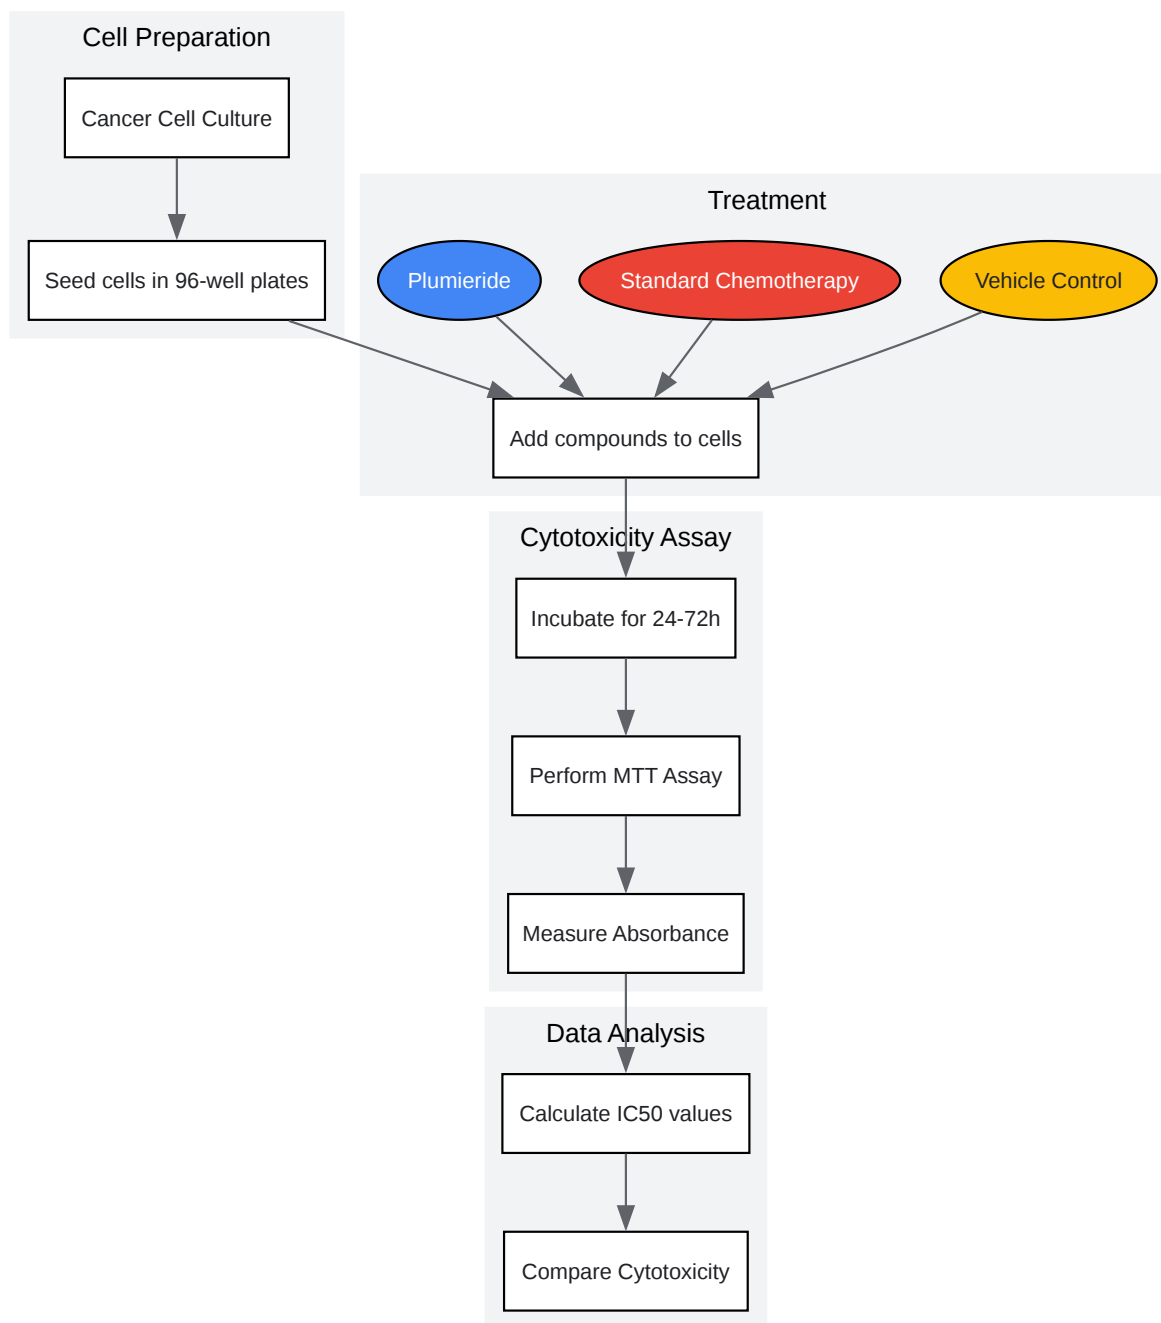 Cell Preparation
Cancer Cell Culture
Seed cells in 96-well plates
Treatment
Plumieride
Standard Chemotherapy
Vehicle Control
Add compounds to cells
Cytotoxicity Assay
Incubate for 24-72h
Perform MTT Assay
Measure Absorbance
Data Analysis
Calculate IC50 values
Compare Cytotoxicity